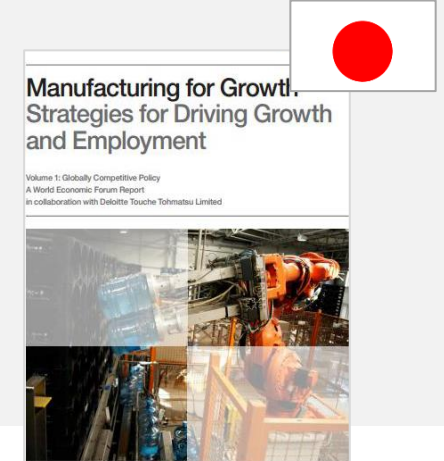 Manufacturing for Growth
Strategies for Driving Growth
and Employment
Volume 1: Globally Competitive Policy
A World Economic Forum Report
in collaboration with Deloitte Touche Tohmatsu Limited